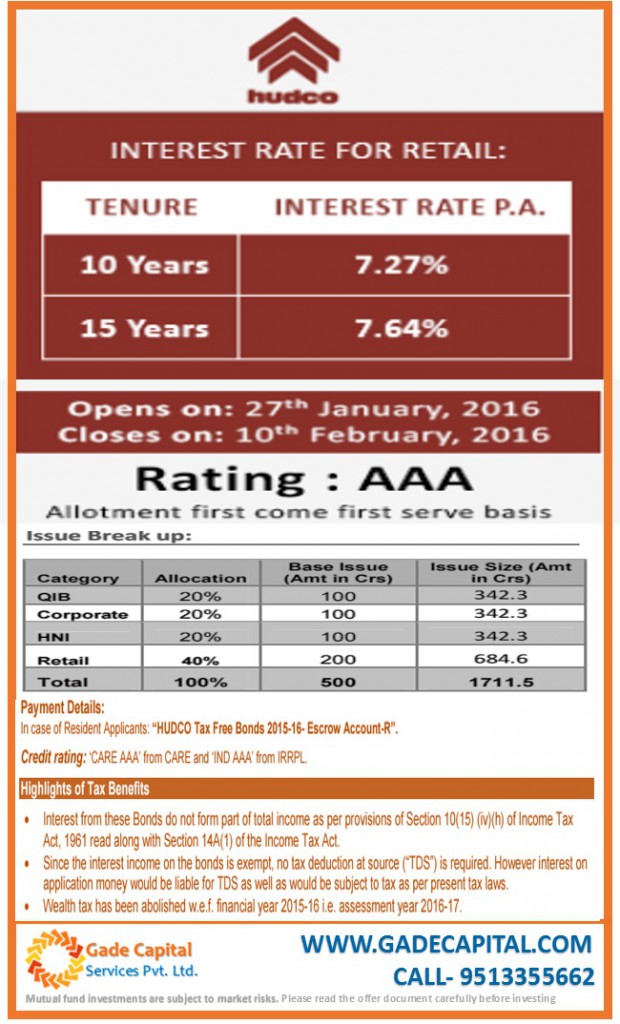 hudco
INTEREST RATE FOR RETAIL:
TENURE INTEREST RATE P.A.
10 Years 7.27%
15 Years 7.64%
Opens on: 27th January, 2016
Closes on: 10th February, 2016
Rating : AAA
Allotment first come first serve basis
Issue Break up:
Category Allocation Base Issue (Amt in Crs) Issue Size (Amt in Crs)
QIB 20% 100 342.3
Corporate 20% 100 342.3
HNI 20% 100 342.3
Retail 40% 200 684.6
Total 100% 500 1711.5
Payment Details:
In case of Resident Applicants: “HUDCO Tax Free Bonds 2015-16- Escrow Account-R”.
Credit rating: ‘CARE AAA’ from CARE and ‘IND AAA’ from IRRPL.
Highlights of Tax Benefits
• Interest from these Bonds do not form part of total income as per provisions of Section 10(15) (iv)(h) of Income Tax
Act, 1961 read along with Section 14A(1) of the Income Tax Act.
• Since the interest income on the bonds is exempt, no tax deduction at source (“TDS”) is required. However interest on
application money would be liable for TDS as well as would be subject to tax as per present tax laws.
• Wealth tax has been abolished w.e.f. financial year 2015-16 i.e. assessment year 2016-17.
Gade Capital
Services Pvt. Ltd.
WWW.GADECAPITAL.COM
CALL- 9513355662
Mutual fund investments are subject to market risks. Please read the offer document carefully before investing